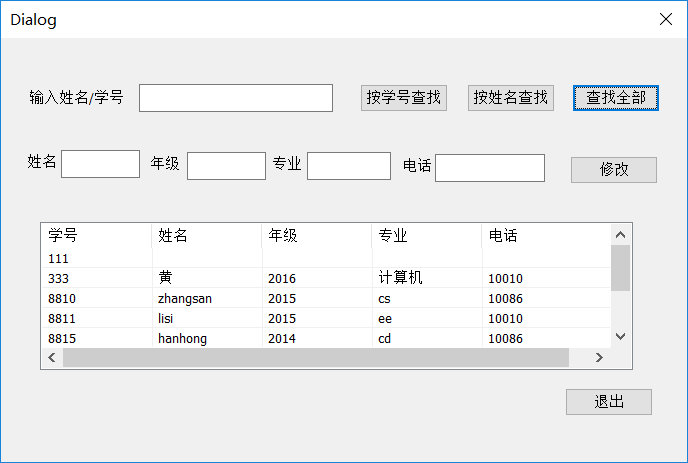 Dialog
输入姓名/学号 按学号查找 按姓名查找 查找全部
姓名 年级 专业 电话 修改
学号 姓名 年级 专业 电话
111
333 黄 2016 计算机 10010
8810 zhangsan 2015 cs 10086
8811 lisi 2015 ee 10010
8815 hanhong 2014 cd 10086
退出